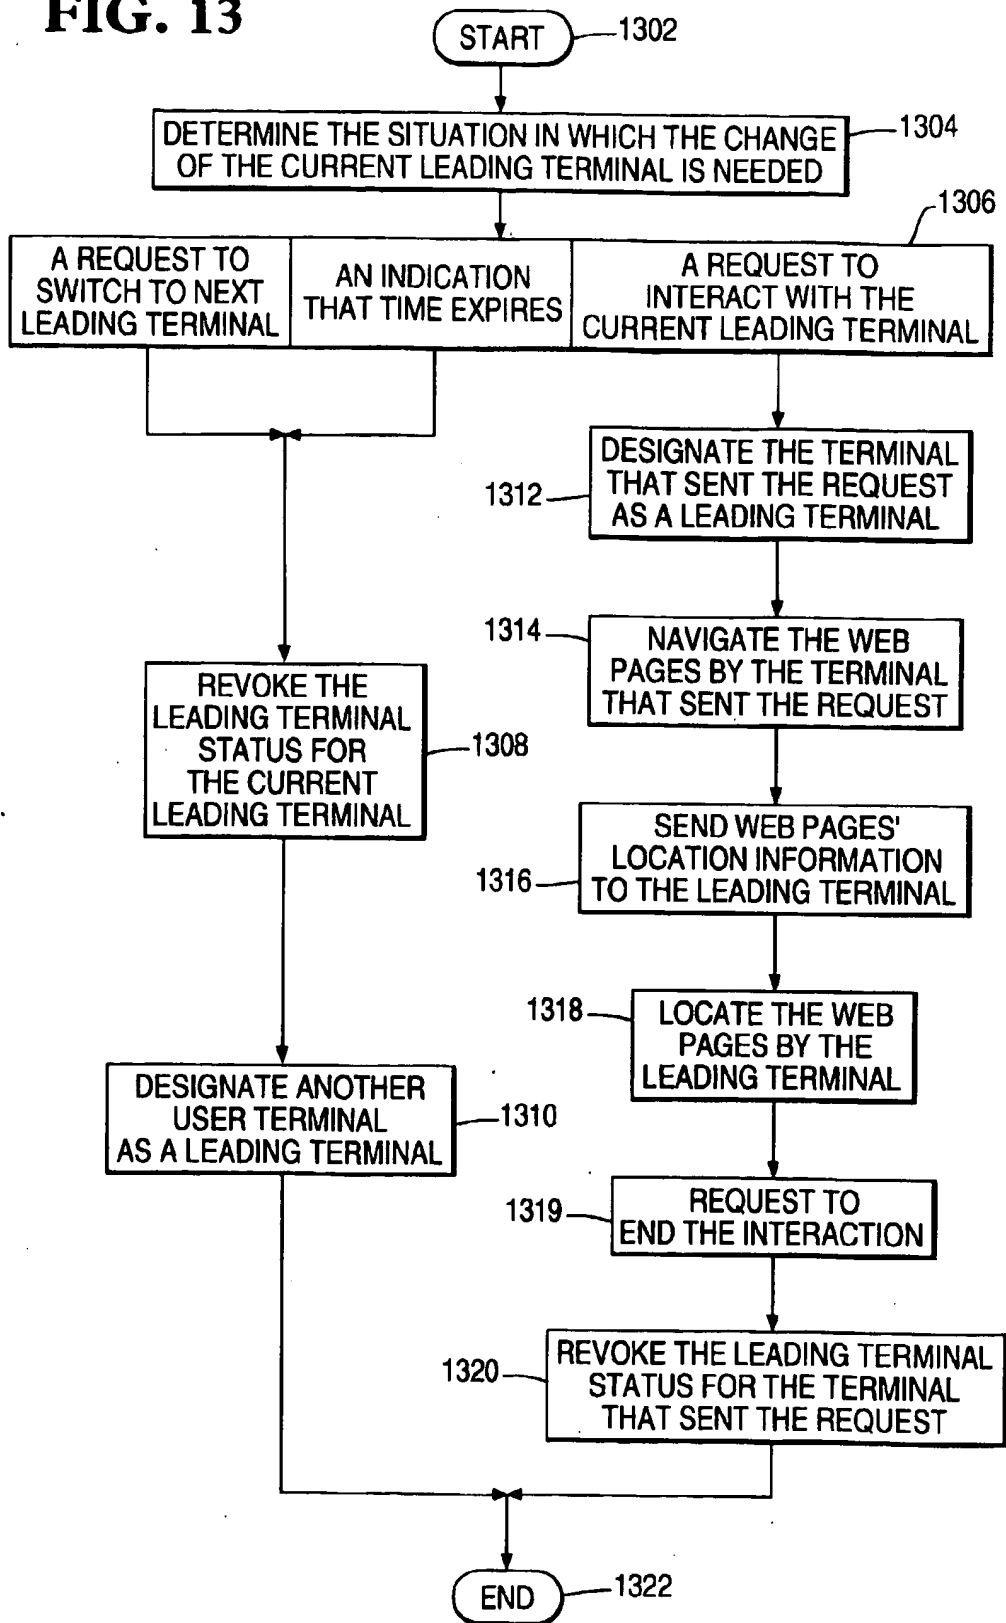 FIG. 13
START
1302
DETERMINE THE SITUATION IN WHICH THE CHANGE
OF THE CURRENT LEADING TERMINAL IS NEEDED
1304
1306
A REQUEST TO
SWITCH TO NEXT
LEADING TERMINAL
AN INDICATION
THAT TIME EXPIRES
A REQUEST TO
INTERACT WITH THE
CURRENT LEADING TERMINAL
DESIGNATE THE TERMINAL
THAT SENT THE REQUEST
AS A LEADING TERMINAL
1312
1314
NAVIGATE THE WEB
PAGES BY THE TERMINAL
THAT SENT THE REQUEST
REVOKE THE
LEADING TERMINAL
STATUS FOR
THE CURRENT
LEADING TERMINAL
1308
SEND WEB PAGES'
LOCATION INFORMATION
TO THE LEADING TERMINAL
1316
1318
LOCATE THE WEB
PAGES BY THE
LEADING TERMINAL
DESIGNATE ANOTHER
USER TERMINAL
AS A LEADING TERMINAL
1310
1319
REQUEST TO
END THE INTERACTION
1320
REVOKE THE LEADING TERMINAL
STATUS FOR THE TERMINAL
THAT SENT THE REQUEST
END
1322